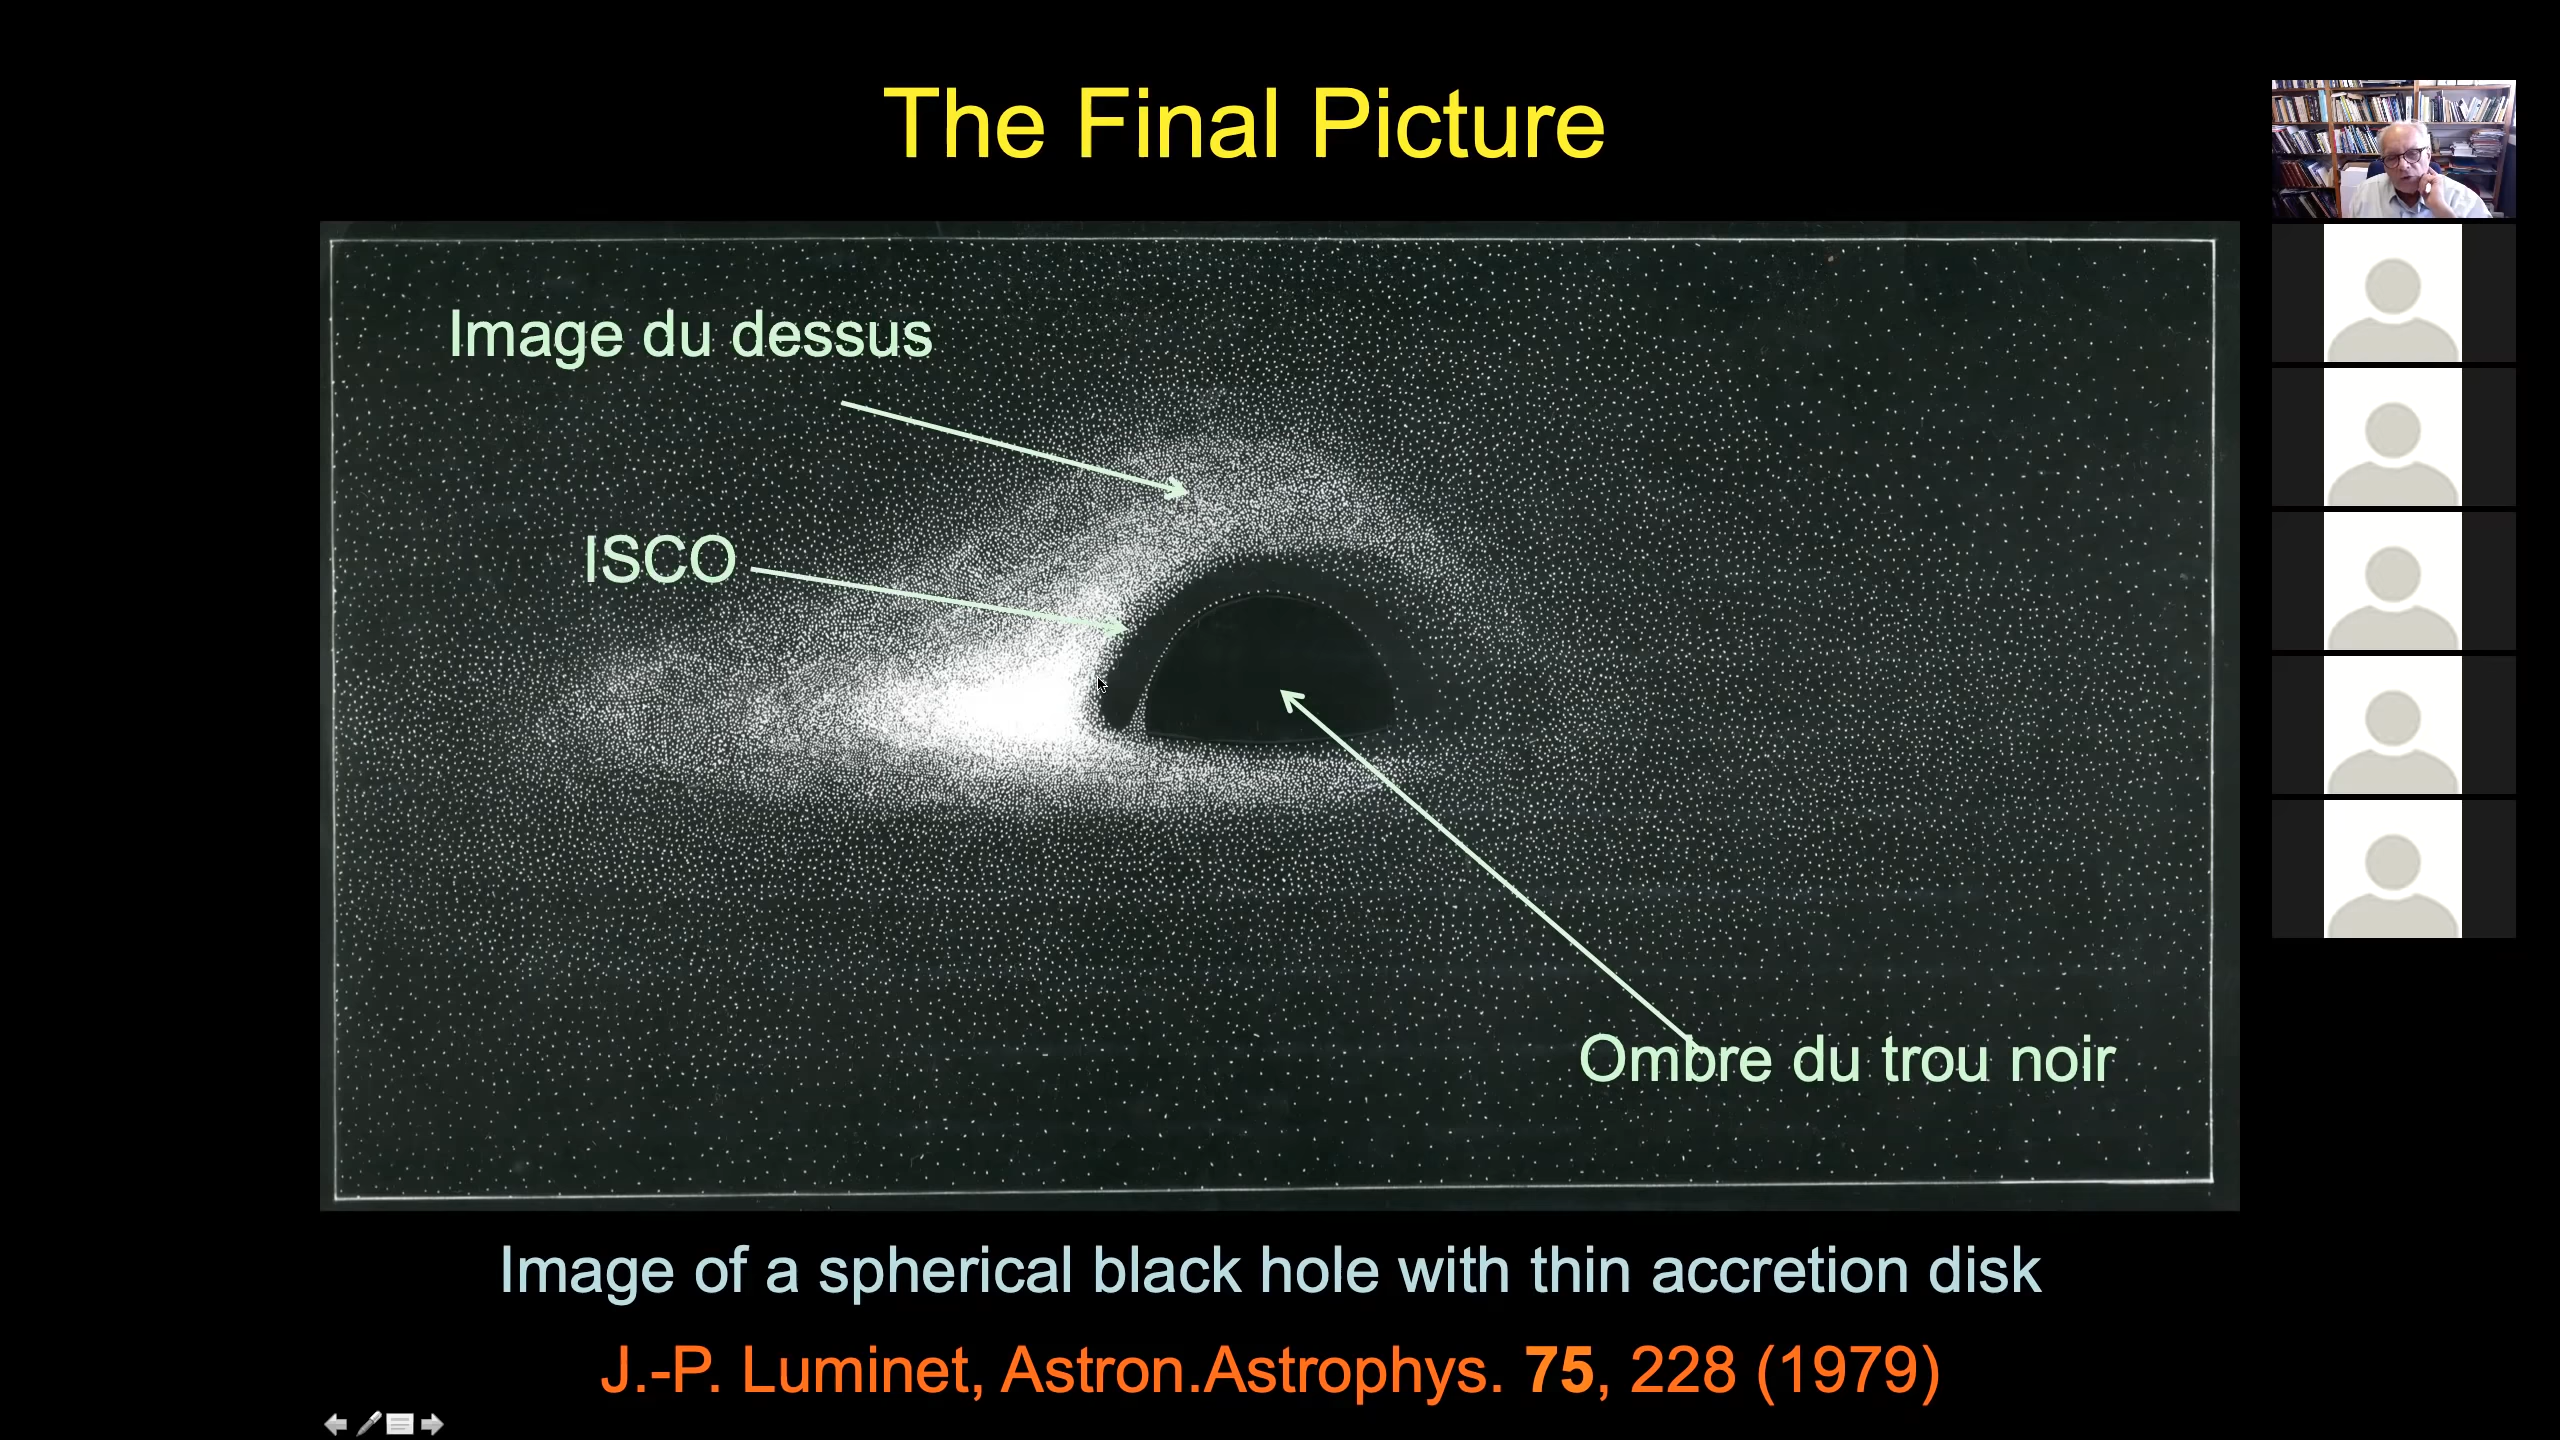 The Final Picture
Image du dessus
ISCO
Ombre du trou noir
Image of a spherical black hole with thin accretion disk
J.-P. Luminet, Astron.Astrophys. 75, 228 (1979)